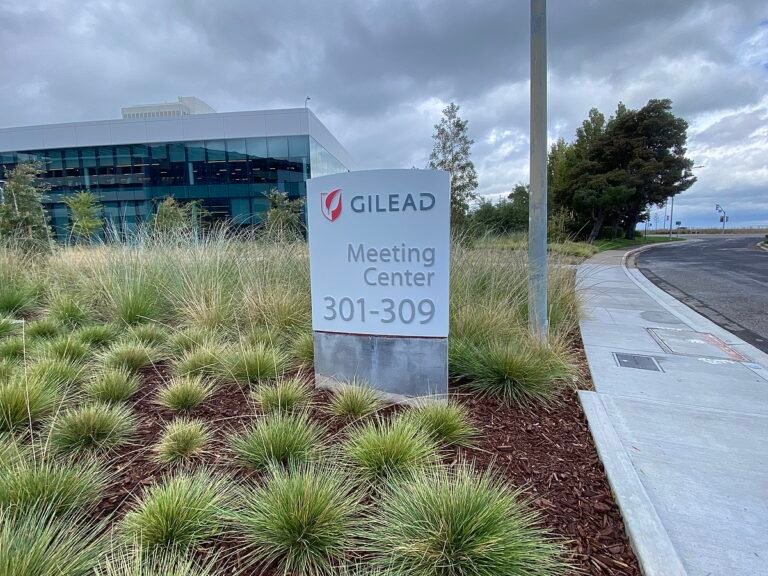 GILEAD
Meeting
Center
301-309